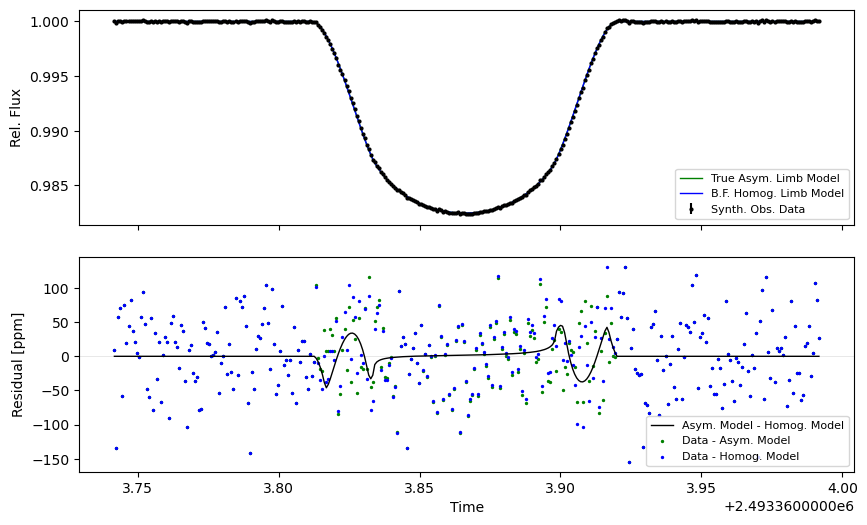 1.000
0.995
0.990
0.985
Rel. Flux
True Asym. Limb Model
B.F. Homog. Limb Model
Synth. Obs. Data
100
50
0
−50
−100
−150
Residual [ppm]
Asym. Model - Homog. Model
Data - Asym. Model
Data - Homog. Model
3.75 3.80 3.85 3.90 3.95 4.00
Time
+2.4933600000e6